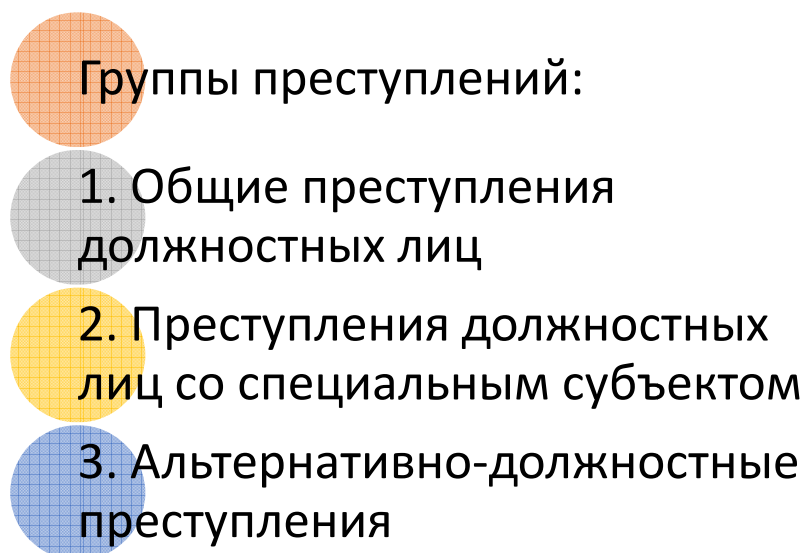 Группы преступлений:
1. Общие преступления
должностных лиц
2. Преступления должностных
лиц со специальным субъектом
3. Альтернативно-должностные
преступления